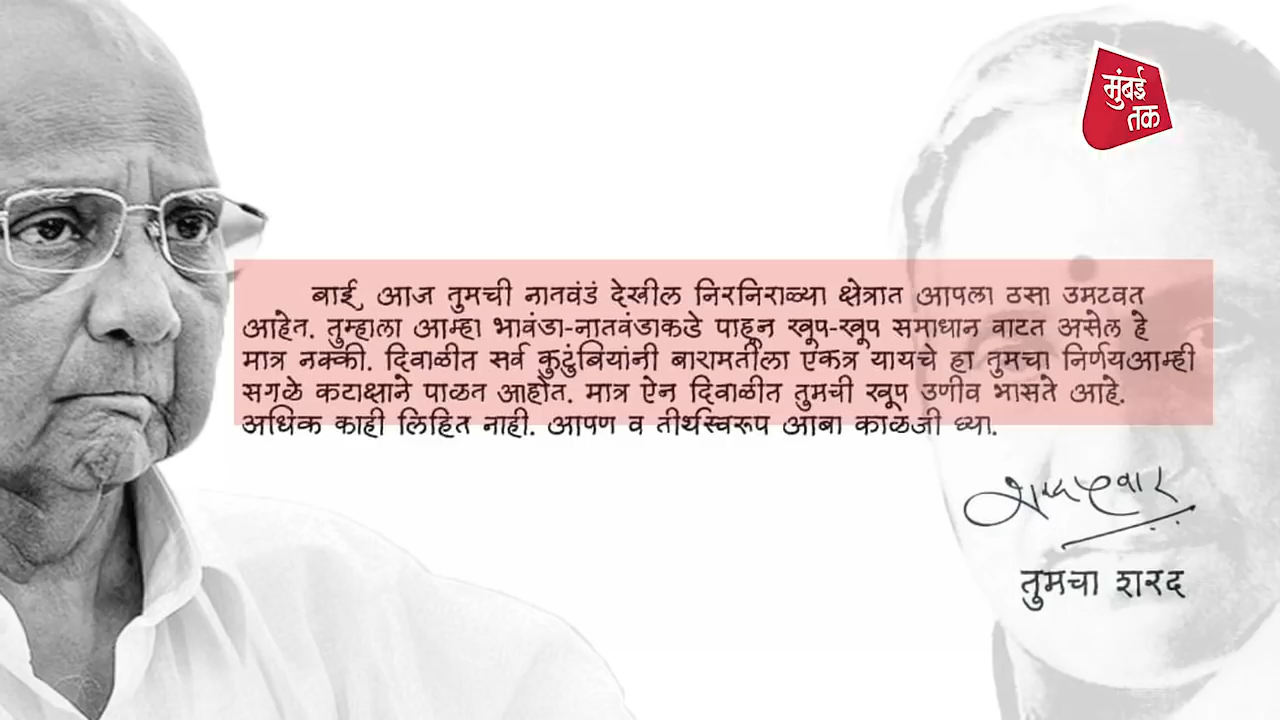 मुंबई
तक
बाई, आज तुमची नातवंडं देखील निरनिराळ्या क्षेत्रात आपला ठसा उमटवत
आहेत. तुम्हाला आम्हा भावंडा-नातवंडाकडे पाहून खूप-खूप समाधान वाटत असेल हे
मात्र नक्की. दिवाळीत सर्व कुटुंबियांनी बारामतीला एकत्र यायचे हा तुमचा निर्णयआम्ही
सगळे कटाक्षाने पाळत आहोत. मात्र ऐन दिवाळीत तुमची खूप उणीव भासते आहे.
अधिक काही लिहित नाही. आपण व तीर्थस्वरूप आबा काळजी घ्या.
शरद पवार
तुमचा शरद